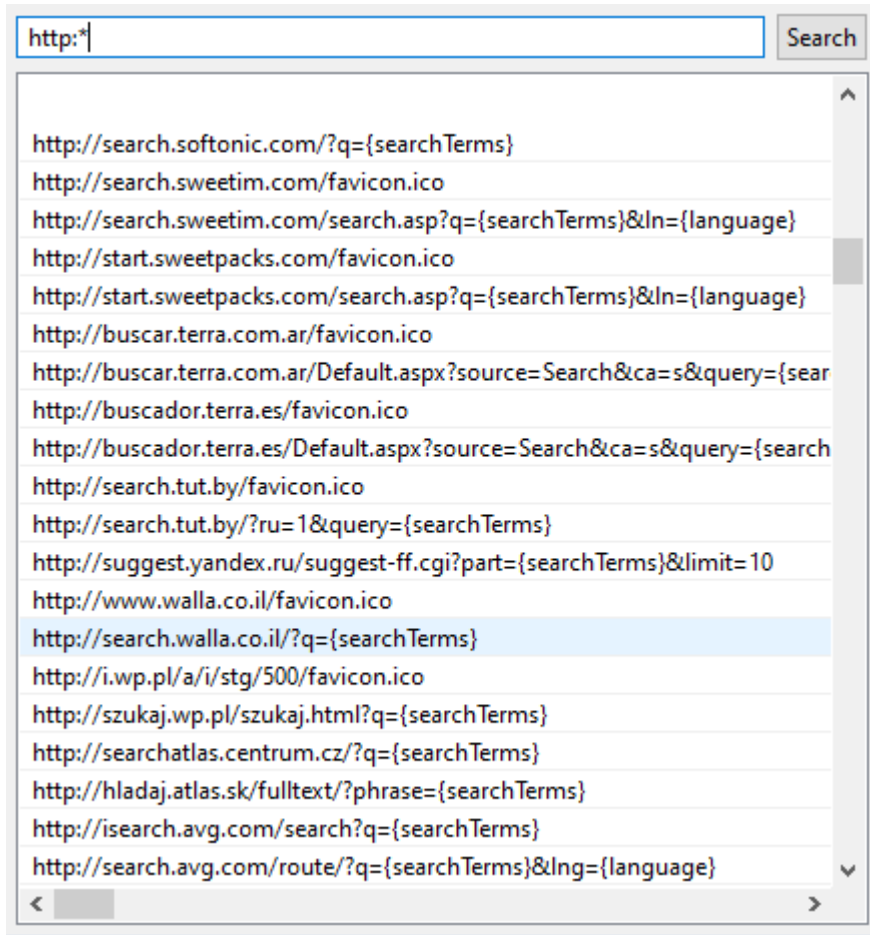 http:*
Search
http://search.softonic.com/?q={searchTerms}
http://search.sweetim.com/favicon.ico
http://search.sweetim.com/search.asp?q={searchTerms}&ln={language}
http://start.sweetpacks.com/favicon.ico
http://start.sweetpacks.com/search.asp?q={searchTerms}&ln={language}
http://buscar.terra.com.ar/favicon.ico
http://buscar.terra.com.ar/Default.aspx?source=Search&ca=s&query={sear
http://buscador.terra.es/favicon.ico
http://buscador.terra.es/Default.aspx?source=Search&ca=s&query={search
http://search.tut.by/favicon.ico
http://search.tut.by/?ru=1&query={searchTerms}
http://suggest.yandex.ru/suggest-ff.cgi?part={searchTerms}&limit=10
http://www.walla.co.il/favicon.ico
http://search.walla.co.il/?q={searchTerms}
http://i.wp.pl/a/i/stg/500/favicon.ico
http://szukaj.wp.pl/szukaj.html?q={searchTerms}
http://searchatlas.centrum.cz/?q={searchTerms}
http://hladaj.atlas.sk/fulltext/?phrase={searchTerms}
http://isearch.avg.com/search?q={searchTerms}
http://search.avg.com/route/?q={searchTerms}&lng={language}